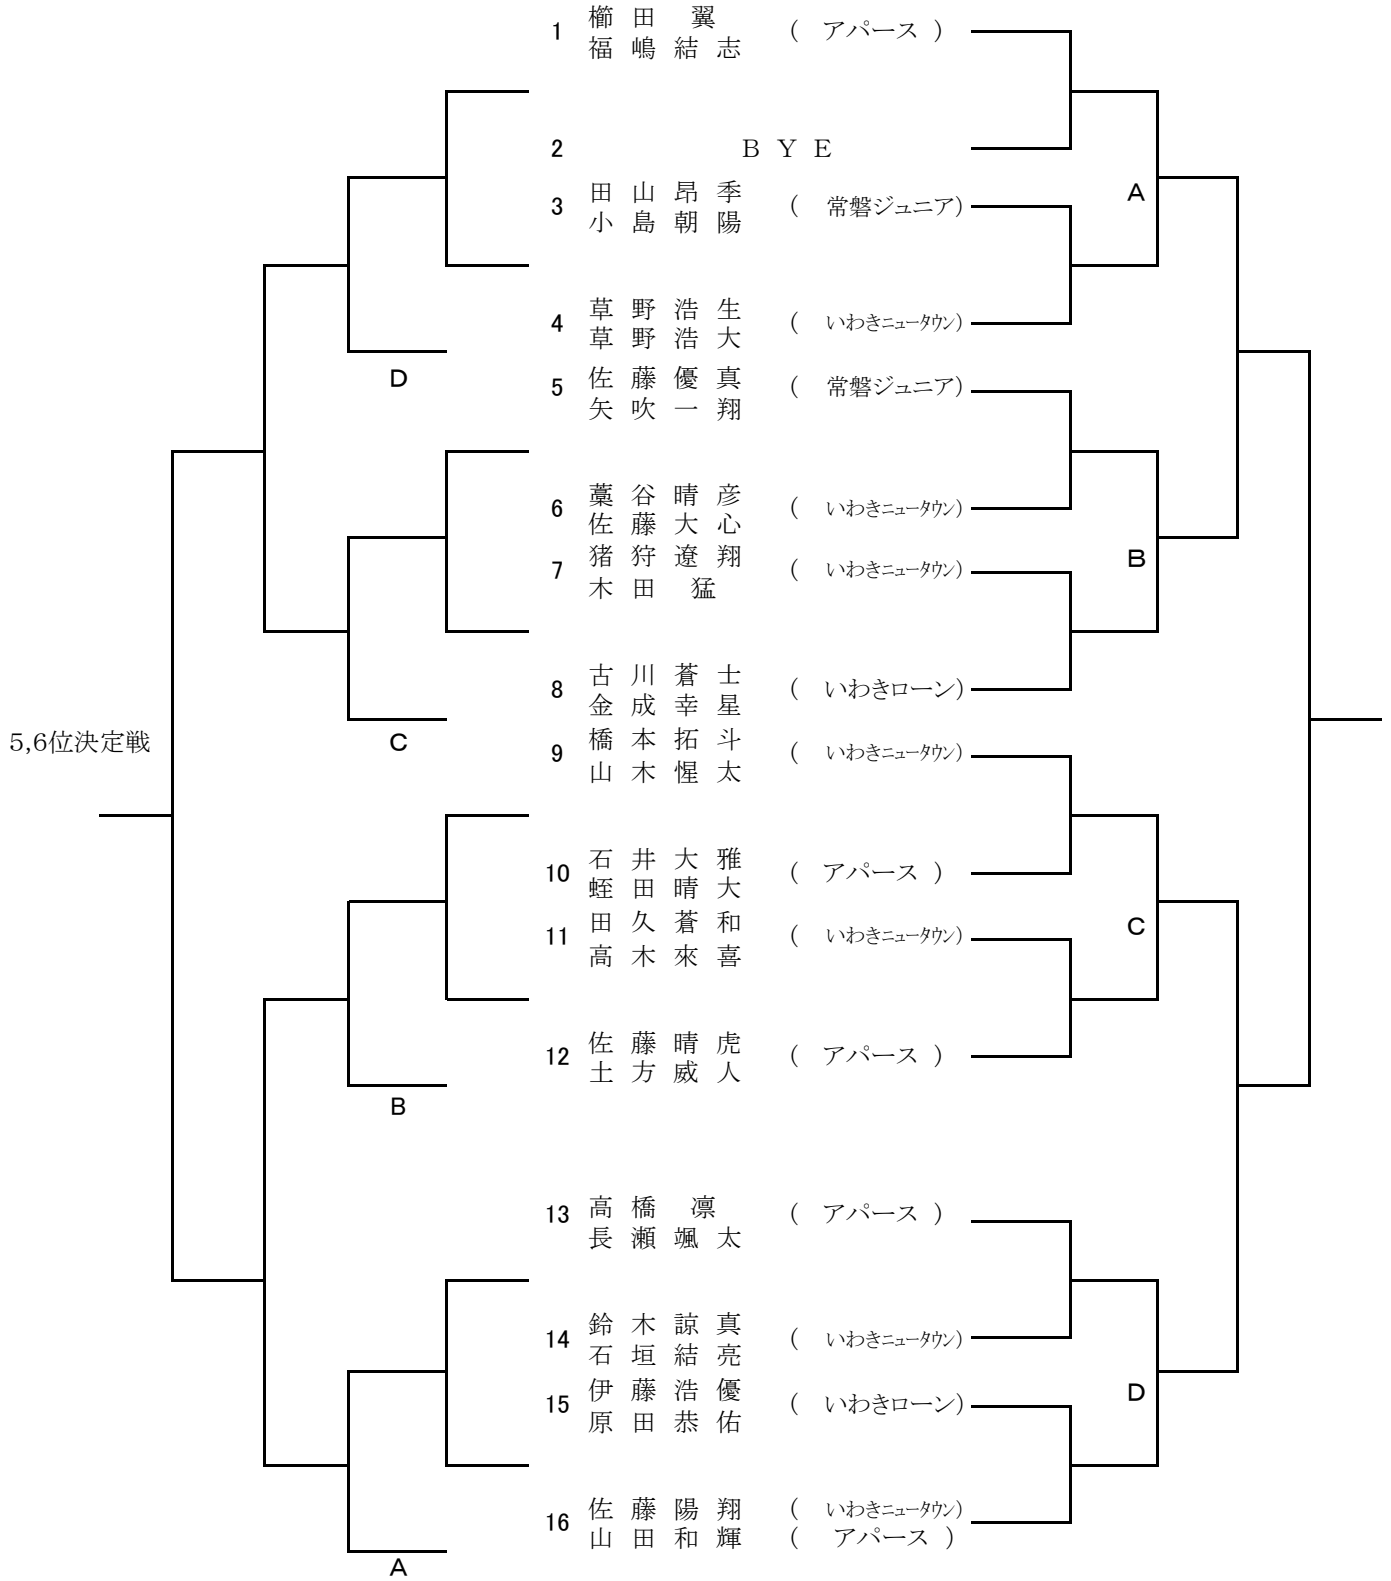 1 櫛田 翼 ( アパース )
福嶋結志
2 BYE
3 田山昂季 ( 常磐ジュニア)
小島朝陽
A
4 草野浩生 ( いわきニュータウン)
草野浩大
D
5 佐藤優真 ( 常磐ジュニア)
矢吹一翔
6 藁谷晴彦 ( いわきニュータウン)
佐藤大心
7 猪狩遼翔 ( いわきニュータウン)
木田 猛
B
8 古川蒼士 ( いわきローン)
金成幸星
5,6位決定戦
C
9 橋本拓斗 ( いわきニュータウン)
山木惺太
10 石井大雅 ( アパース )
蛭田晴大
11 田久蒼和 ( いわきニュータウン)
高木來喜
C
12 佐藤晴虎 ( アパース )
土方威人
B
13 高橋 凛 ( アパース )
長瀬颯太
14 鈴木諒真 ( いわきニュータウン)
石垣結亮
15 伊藤浩優 ( いわきローン)
原田恭佑
D
16 佐藤陽翔 ( いわきニュータウン)
山田和輝 ( アパース )
A